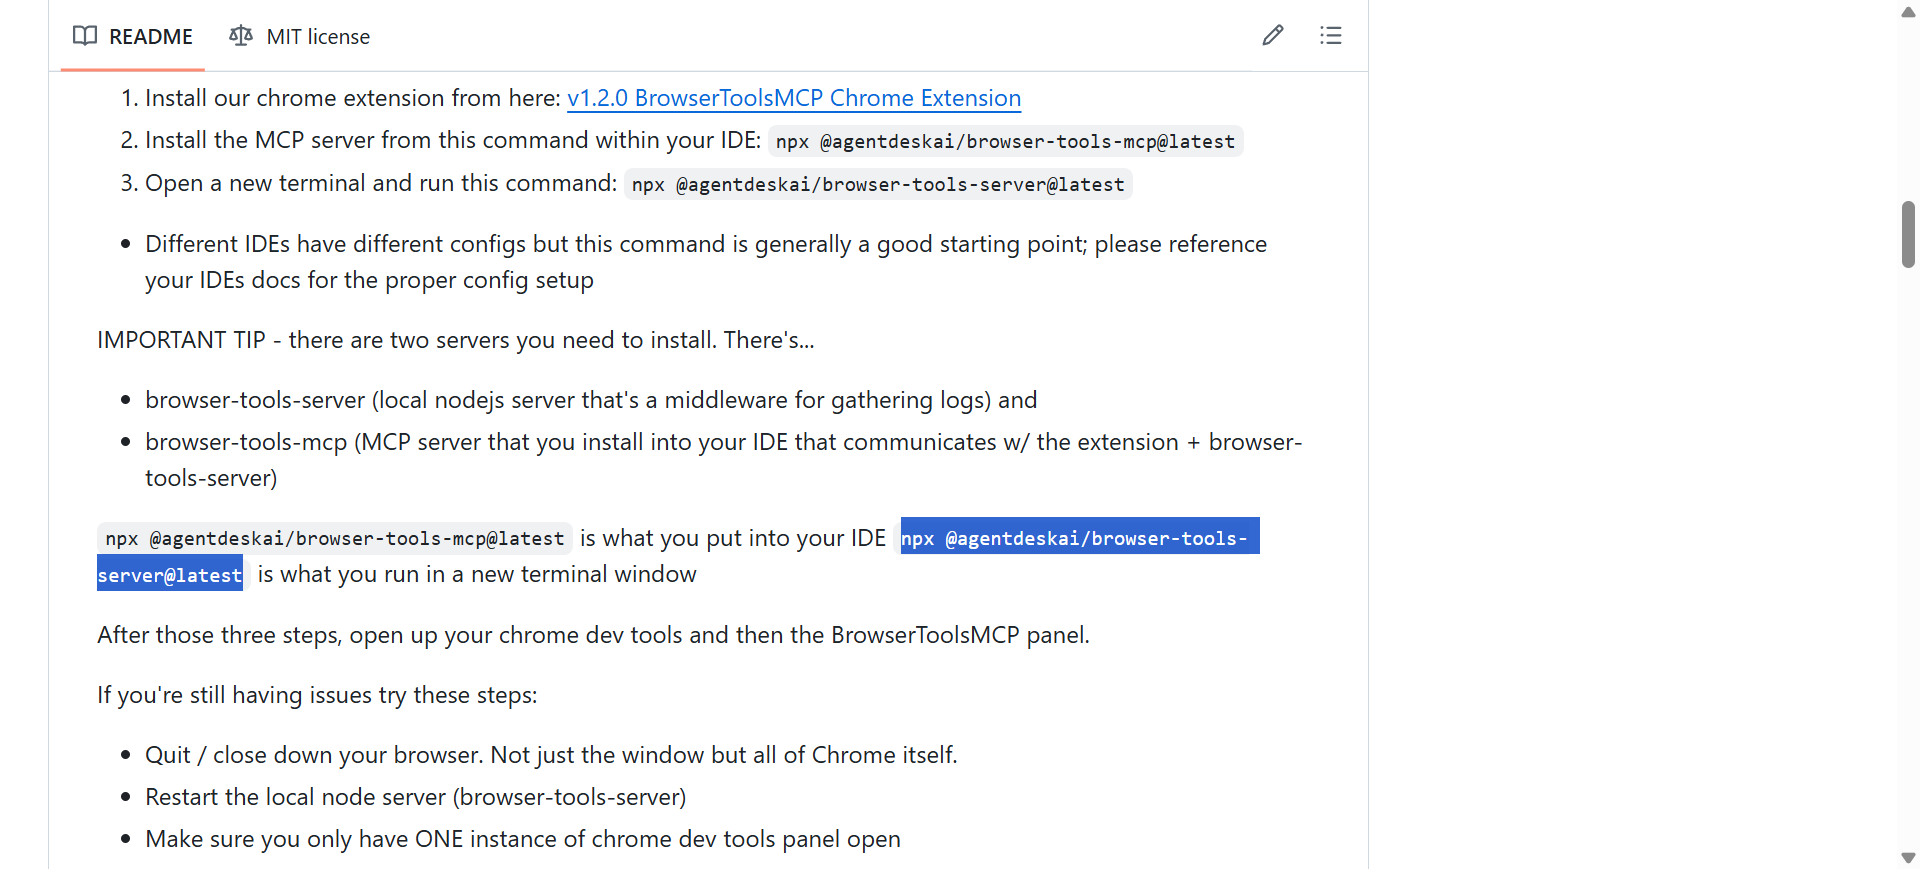 README MIT license
1. Install our chrome extension from here: v1.2.0 BrowserToolsMCP Chrome Extension
2. Install the MCP server from this command within your IDE: npx @agentdeskai/browser-tools-mcp@latest
3. Open a new terminal and run this command: npx @agentdeskai/browser-tools-server@latest
• Different IDEs have different configs but this command is generally a good starting point; please reference
your IDEs docs for the proper config setup
IMPORTANT TIP - there are two servers you need to install. There's...
• browser-tools-server (local nodejs server that's a middleware for gathering logs) and
• browser-tools-mcp (MCP server that you install into your IDE that communicates w/ the extension + browser-
tools-server)
npx @agentdeskai/browser-tools-mcp@latest is what you put into your IDE npx @agentdeskai/browser-tools-
server@latest is what you run in a new terminal window
After those three steps, open up your chrome dev tools and then the BrowserToolsMCP panel.
If you're still having issues try these steps:
• Quit / close down your browser. Not just the window but all of Chrome itself.
• Restart the local node server (browser-tools-server)
• Make sure you only have ONE instance of chrome dev tools panel open